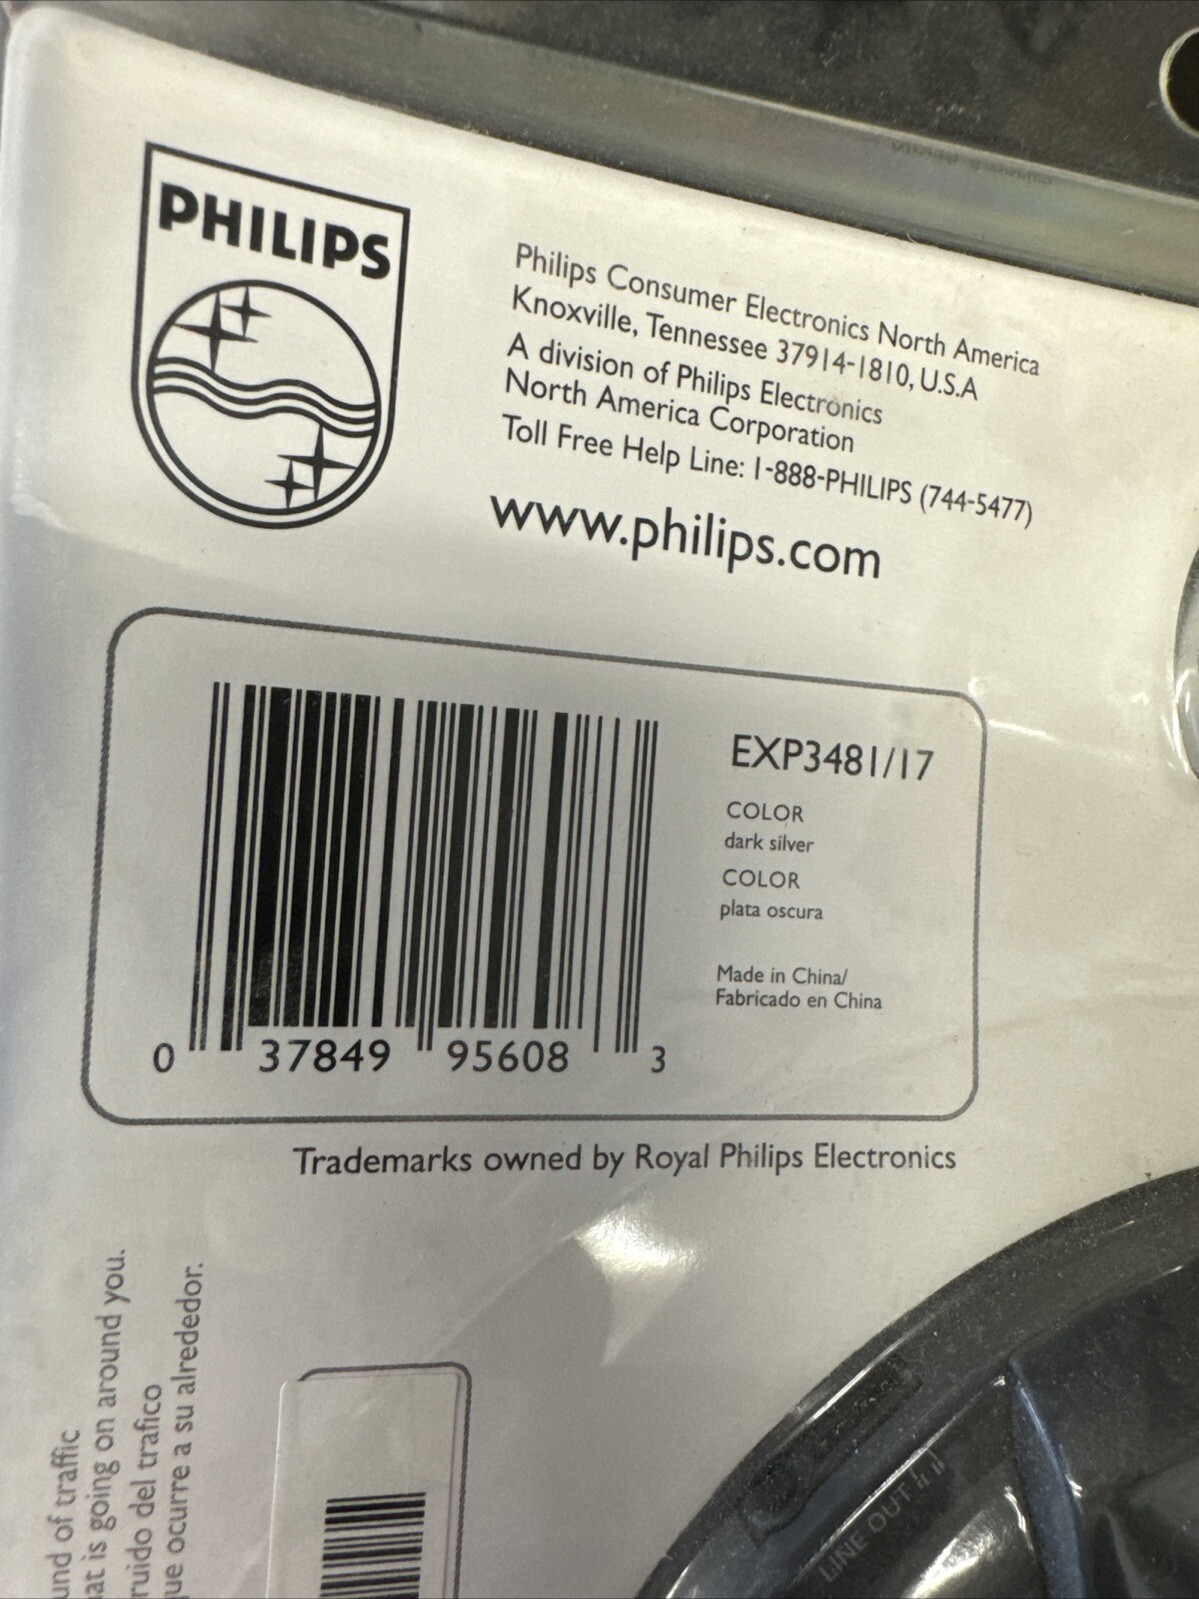 PHILIPS
Philips Consumer Electronics North America
Knoxville, Tennessee 37914-1810, U.S.A
A division of Philips Electronics
North America Corporation
Toll Free Help Line: 1-888-PHILIPS (744-5477)
www.philips.com
EXP3481/17
COLOR
dark silver
COLOR
plata oscura
Made in China/
Fabricado en China
0 37849 95608 3
Trademarks owned by Royal Philips Electronics
of traffic
is going on around you.
ruido del trafico
ocurre a su alrededor.
LINE OUT